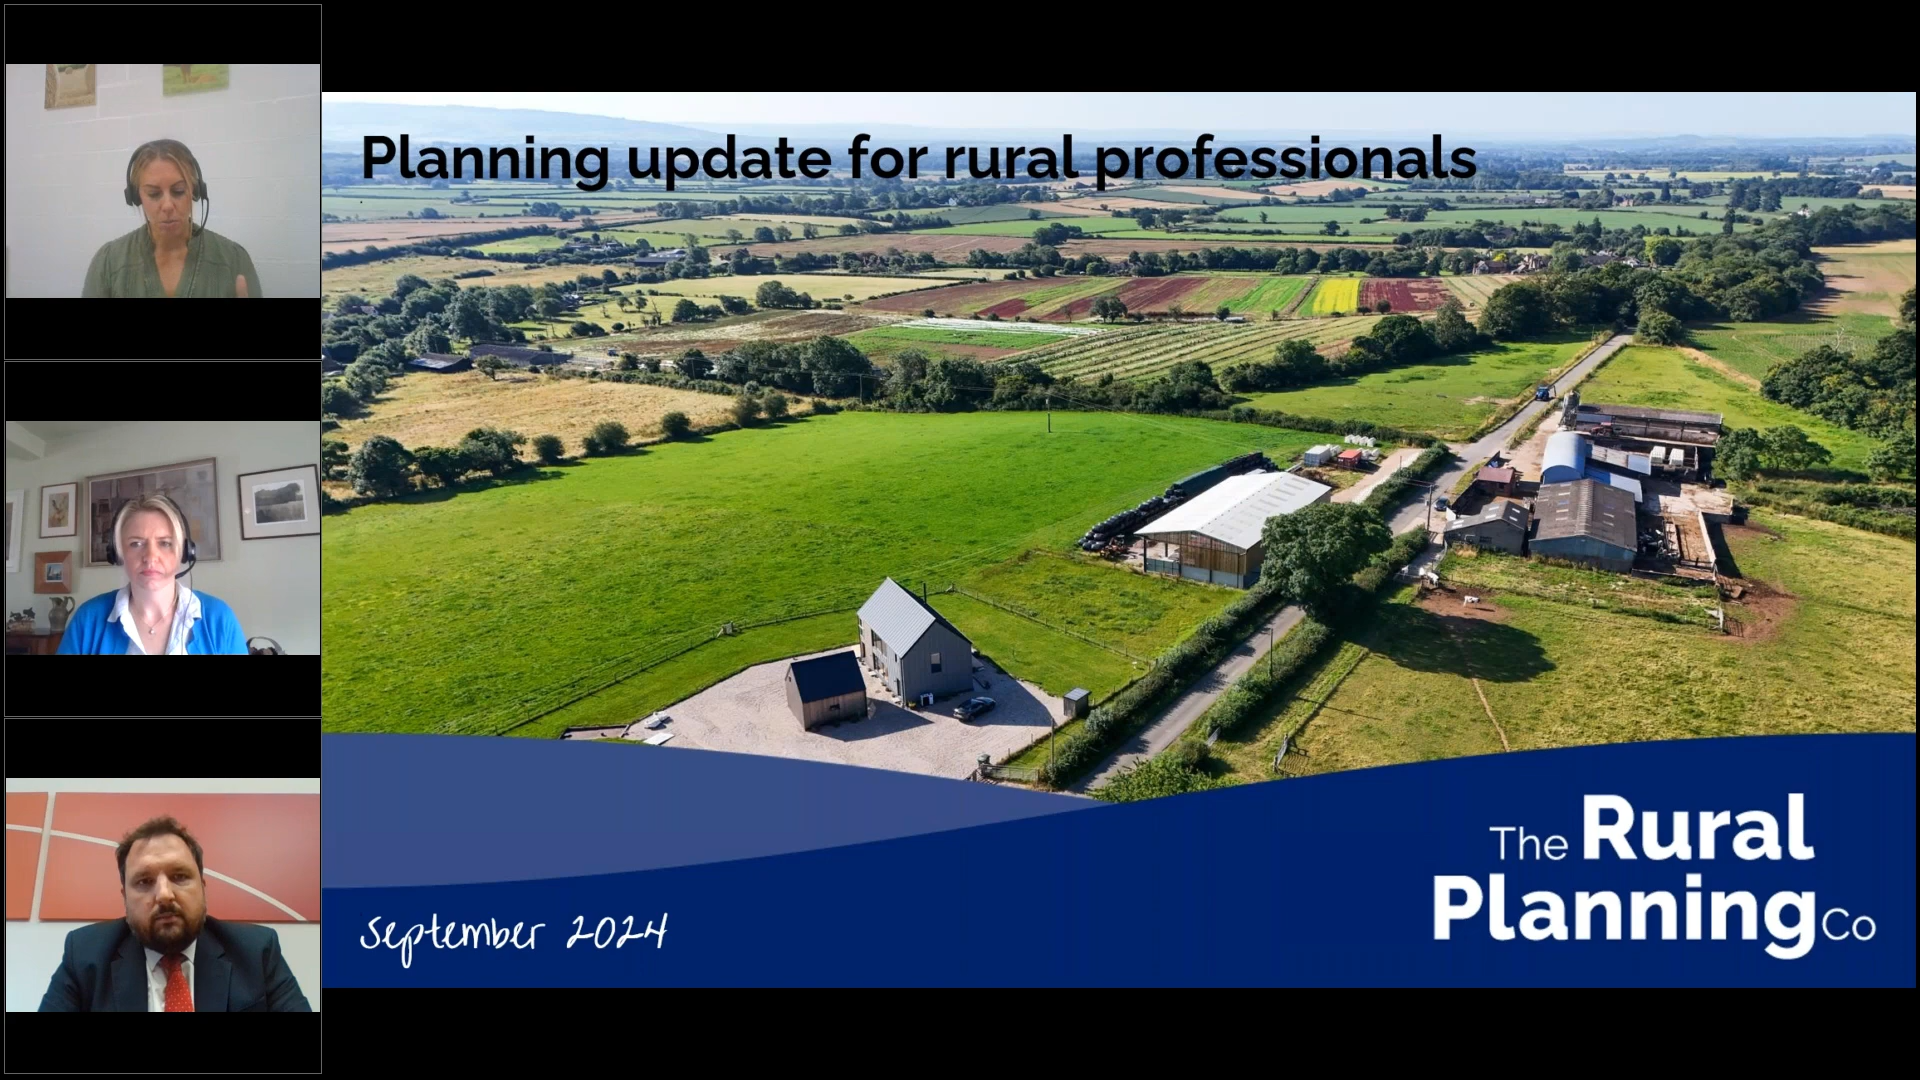 Planning update for rural professionals
September 2024
The Rural
Planning Co